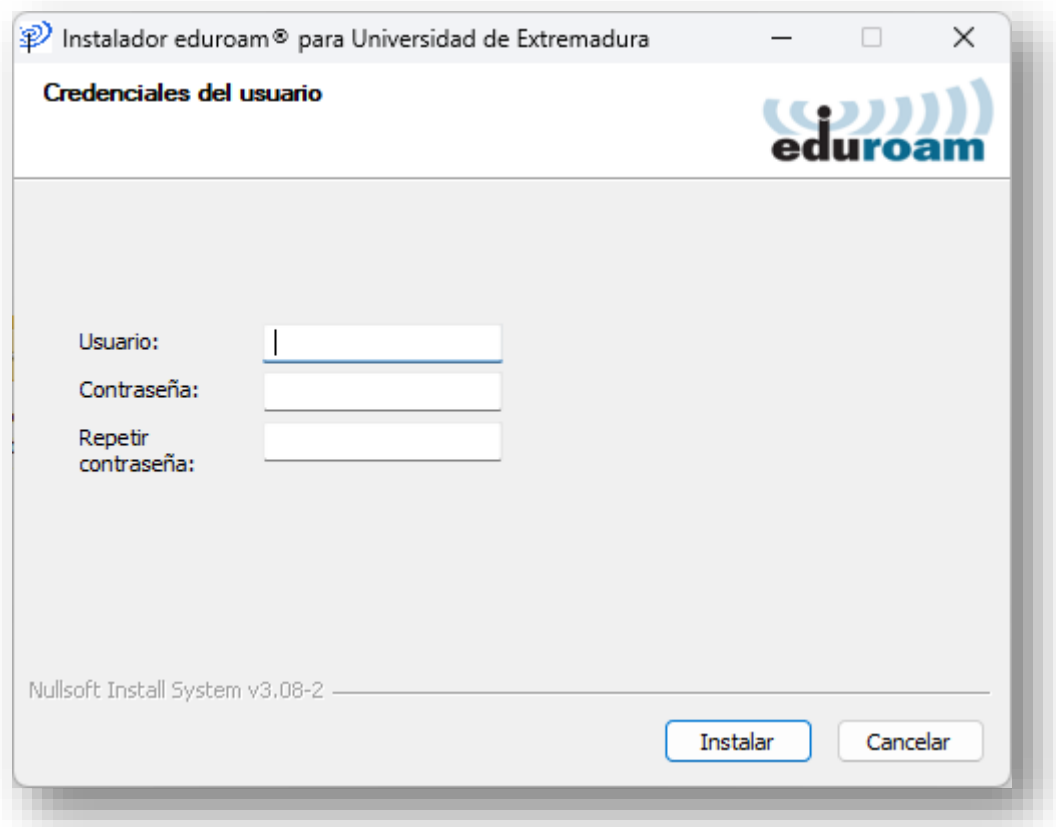 Instalador eduroam® para Universidad de Extremadura
Credenciales del usuario
eduroam
Usuario:
Contraseña:
Repetir
contraseña:
Nullsoft Install System v3.08-2
Instalar Cancelar